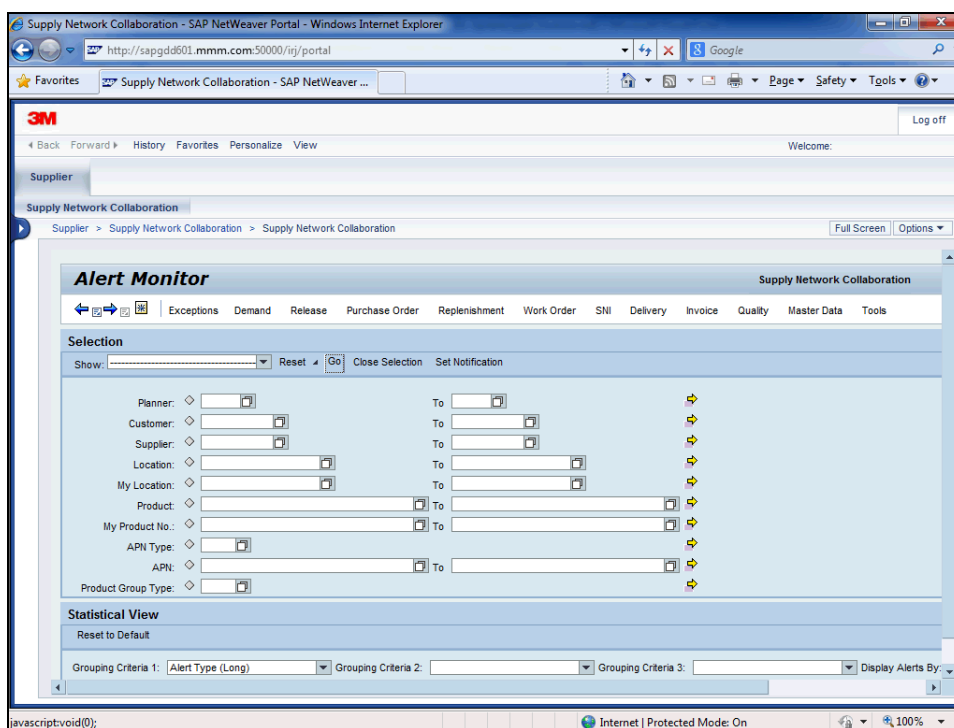 Supply Network Collaboration - SAP NetWeaver Portal - Windows Internet Explorer
http://sapgdd601.mmm.com:50000/irj/portal
Google
Favorites Supply Network Collaboration - SAP NetWeaver ... Page Safety Tools
3M Log off
Back Forward History Favorites Personalize View Welcome:
Supplier
Supply Network Collaboration
Supplier > Supply Network Collaboration > Supply Network Collaboration Full Screen Options
Alert Monitor Supply Network Collaboration
Exceptions Demand Release Purchase Order Replenishment Work Order SNI Delivery Invoice Quality Master Data Tools
Selection
Show: Reset Go Close Selection Set Notification
Planner: To
Customer: To
Supplier: To
Location: To
My Location: To
Product: To
My Product No.: To
APN Type:
APN: To
Product Group Type:
Statistical View
Reset to Default
Grouping Criteria 1: Alert Type (Long) Grouping Criteria 2: Grouping Criteria 3: Display Alerts By:
javascript:void(0); Internet | Protected Mode: On 100%